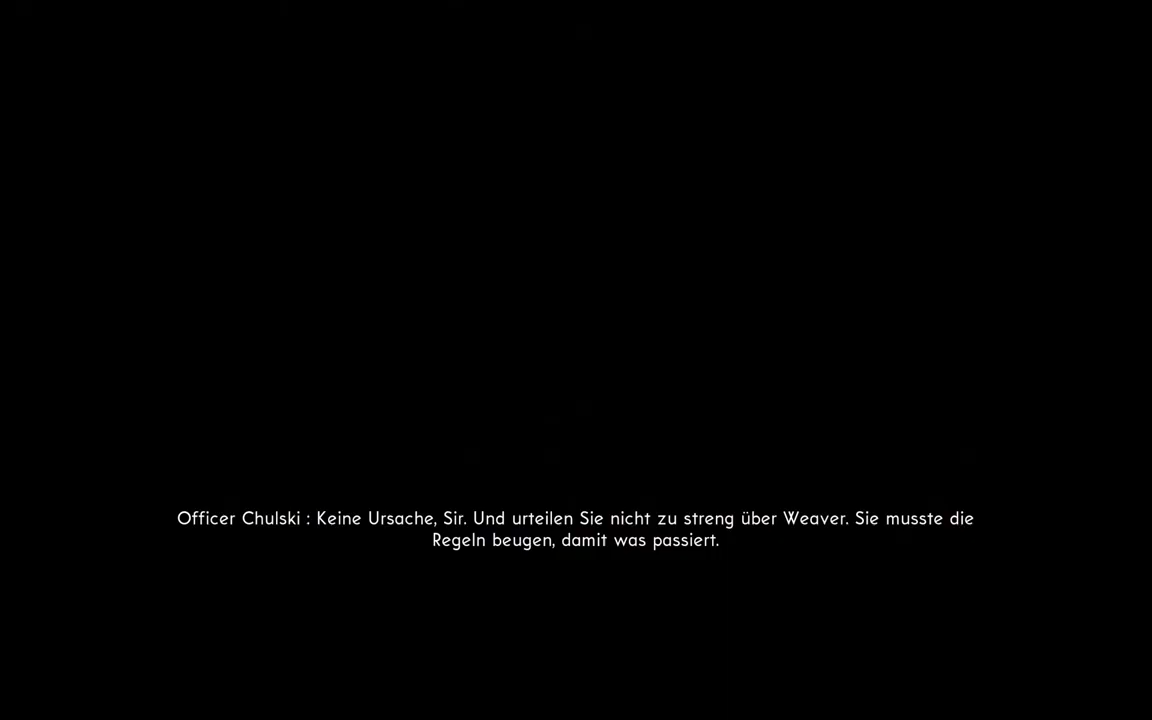 Officer Chulski : Keine Ursache, Sir. Und urteilen Sie nicht zu streng über Weaver. Sie musste die
Regeln beugen, damit was passiert.